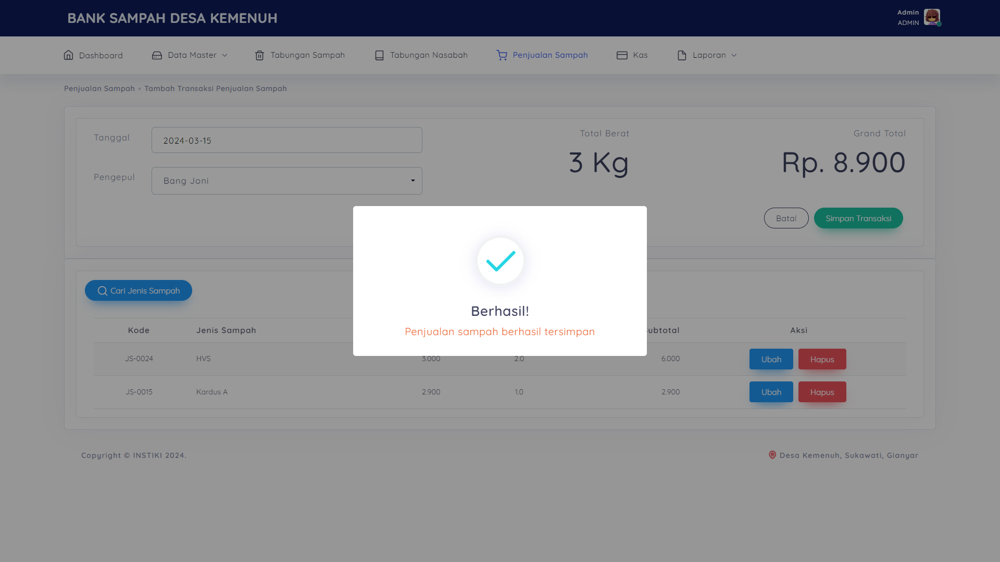 BANK SAMPAH DESA KEMENUH
Admin
ADMIN
Dashboard
Data Master
Tabungan Sampah
Tabungan Nasabah
Penjualan Sampah
Kas
Laporan
Penjualan Sampah Tambah Transaksi Penjualan Sampah
Tanggal
2024-03-15
Pengepul
Bang Joni
Total Berat
3 Kg
Grand Total
Rp. 8.900
Batal
Simpan Transaksi
Berhasil!
Penjualan sampah berhasil tersimpan
Cari Jenis Sampah
Kode Jenis Sampah Aksi
JS-0024 HVS 3.000 2.0 6.000 Ubah Hapus
JS-0015 Kardus A 2.900 1.0 2.900 Ubah Hapus
Copyright © INSTIKI 2024.
Desa Kemenuh, Sukawati, Gianyar